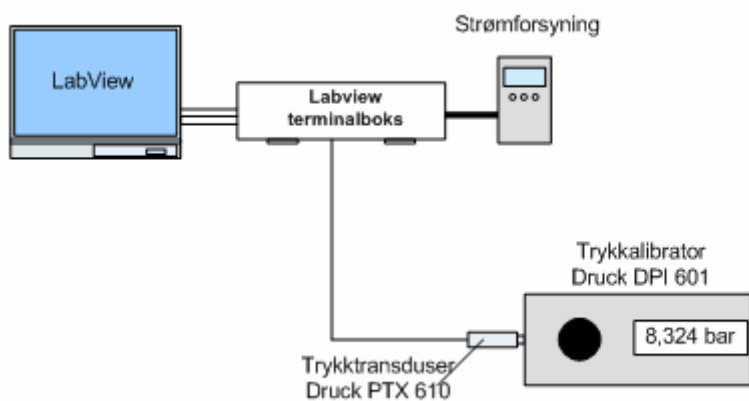 Strømforsyning
LabView
Labview
terminalboks
Trykkalibrator
Druck DPI 601
8,324 bar
Trykktransduser
Druck PTX 610